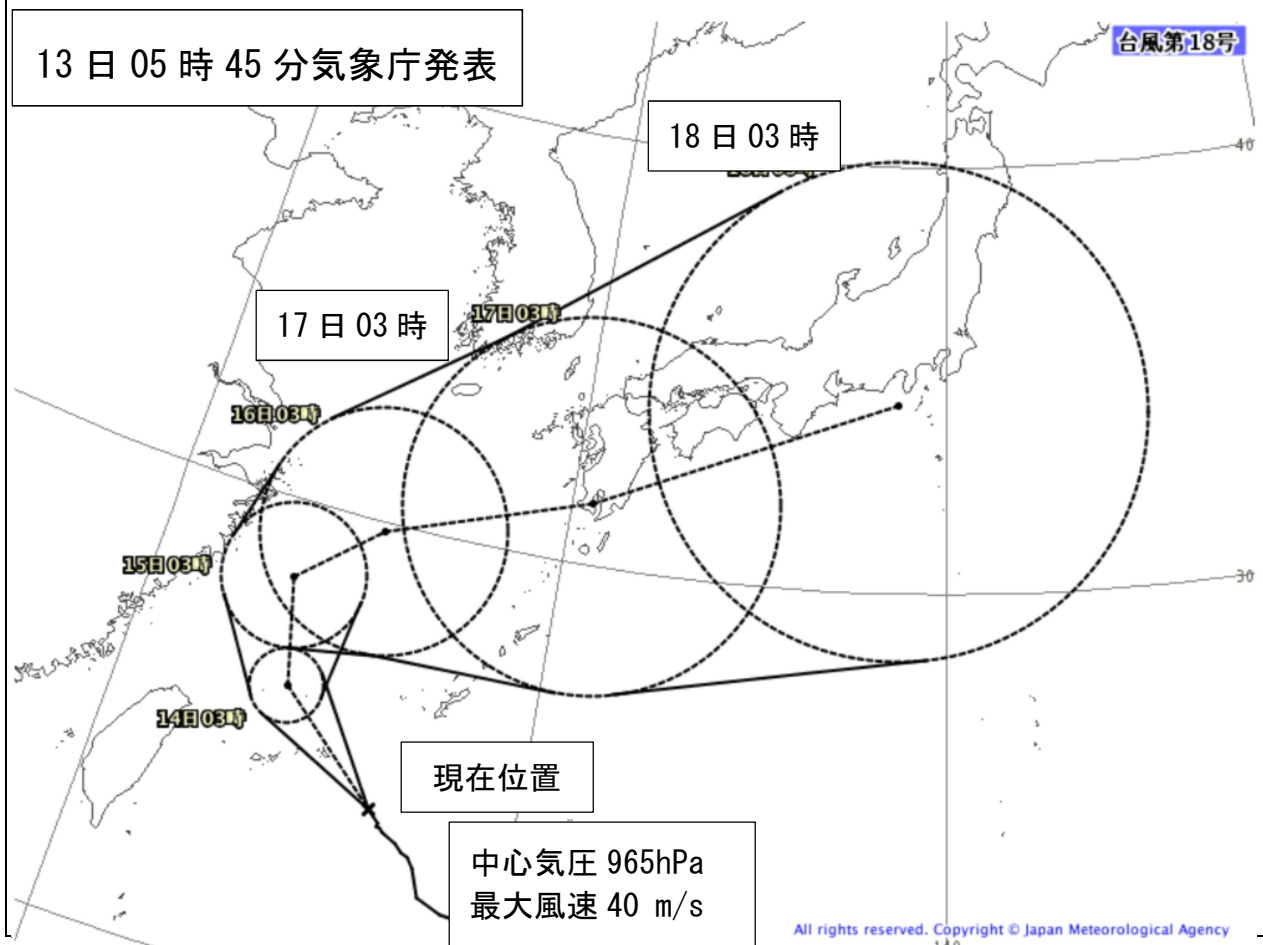 13日05時45分気象庁発表
台風第18号
18日03時
40
17日03時
17日03時
16日03時
15日03時
30
14日03時
現在位置
中心気圧 965hPa
最大風速 40 m/s
All rights reserved. Copyright © Japan Meteorological Agency